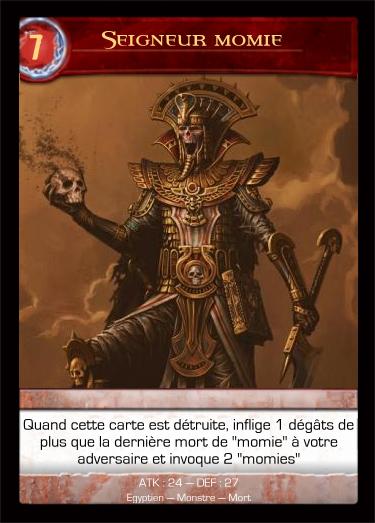 7
Seigneur momie
Quand cette carte est détruite, inflige 1 dégâts de
plus que la dernière mort de "momie" à votre
adversaire et invoque 2 "momies"
ATK : 24 — DEF : 27
Egyptien — Monstre — Mort